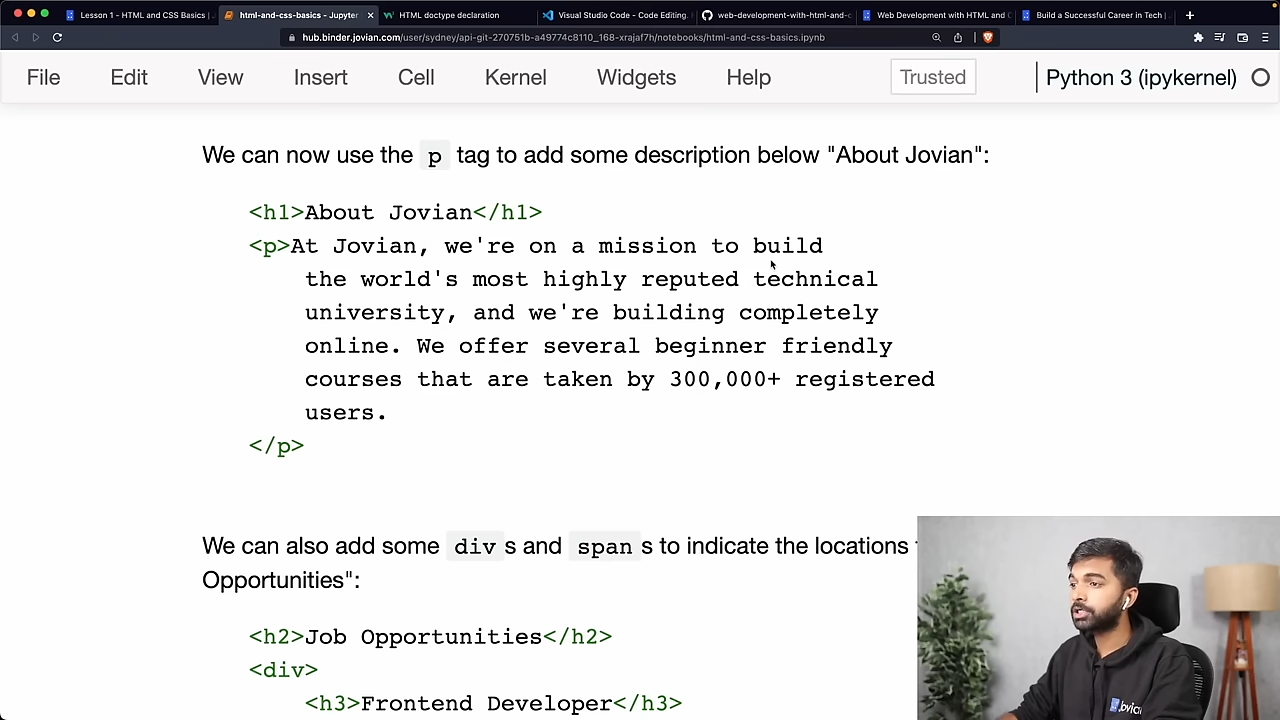 Lesson 1 - HTML and CSS Basics |
html-and-css-basics - Jupyter
HTML doctype declaration
Visual Studio Code - Code Editing.
web-development-with-html-and-c
Web Development with HTML and C
Build a Successful Career in Tech |
hub.binder.jovian.com/user/sydney/api-git-270751b-a49774c8110_168-xrajaf7h/notebooks/html-and-css-basics.ipynb
File Edit View Insert Cell Kernel Widgets Help Trusted Python 3 (ipykernel)
We can now use the p tag to add some description below "About Jovian":
<h1>About Jovian</h1>
<p>At Jovian, we're on a mission to build
the world's most highly reputed technical
university, and we're building completely
online. We offer several beginner friendly
courses that are taken by 300,000+ registered
users.
</p>
We can also add some div s and span s to indicate the locations
Opportunities":
<h2>Job Opportunities</h2>
<div>
<h3>Frontend Developer</h3>